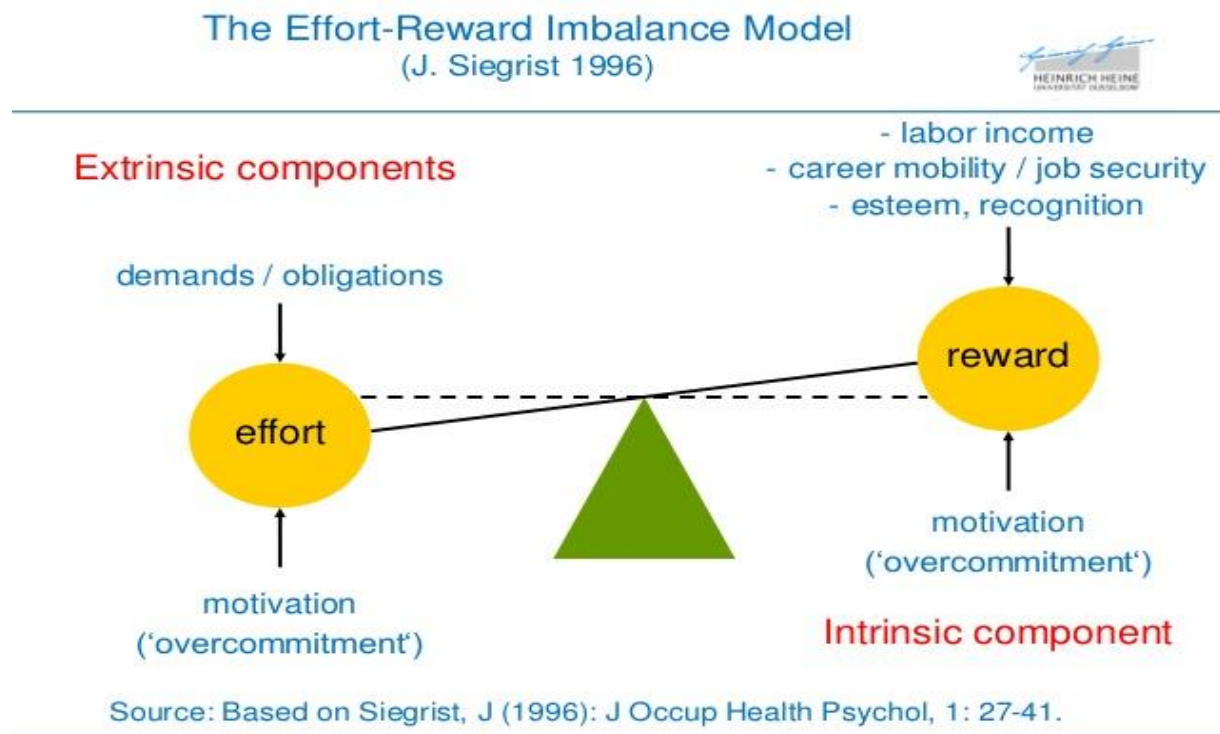 The Effort-Reward Imbalance Model
(J. Siegrist 1996)
HEINRICH HEINE
UNIVERSITÄT DÜSSELDORF
Extrinsic components
- labor income
- career mobility / job security
- esteem, recognition
demands / obligations
effort
reward
motivation
(‘overcommitment‘)
motivation
(‘overcommitment‘)
Intrinsic component
Source: Based on Siegrist, J (1996): J Occup Health Psychol, 1: 27-41.